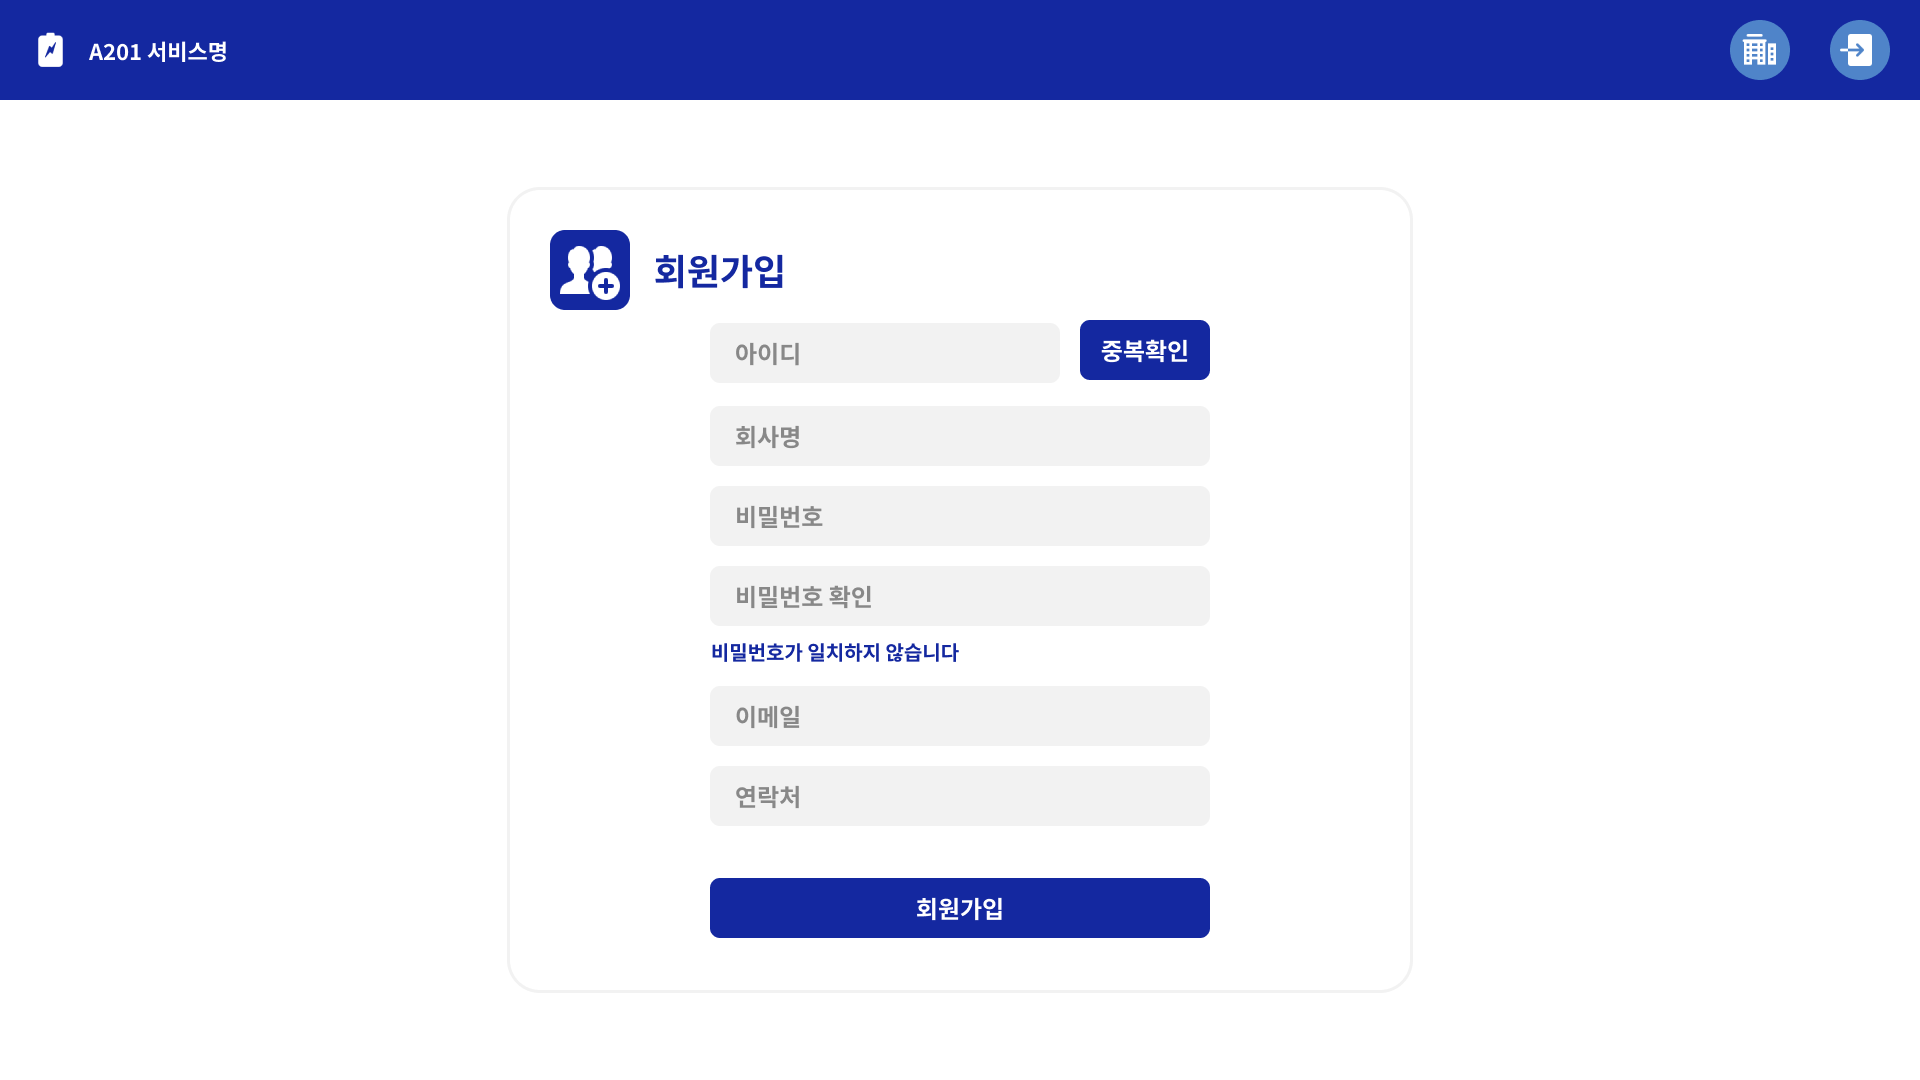 A201 서비스명
회원가입
아이디
중복확인
회사명
비밀번호
비밀번호 확인
비밀번호가 일치하지 않습니다
이메일
연락처
회원가입